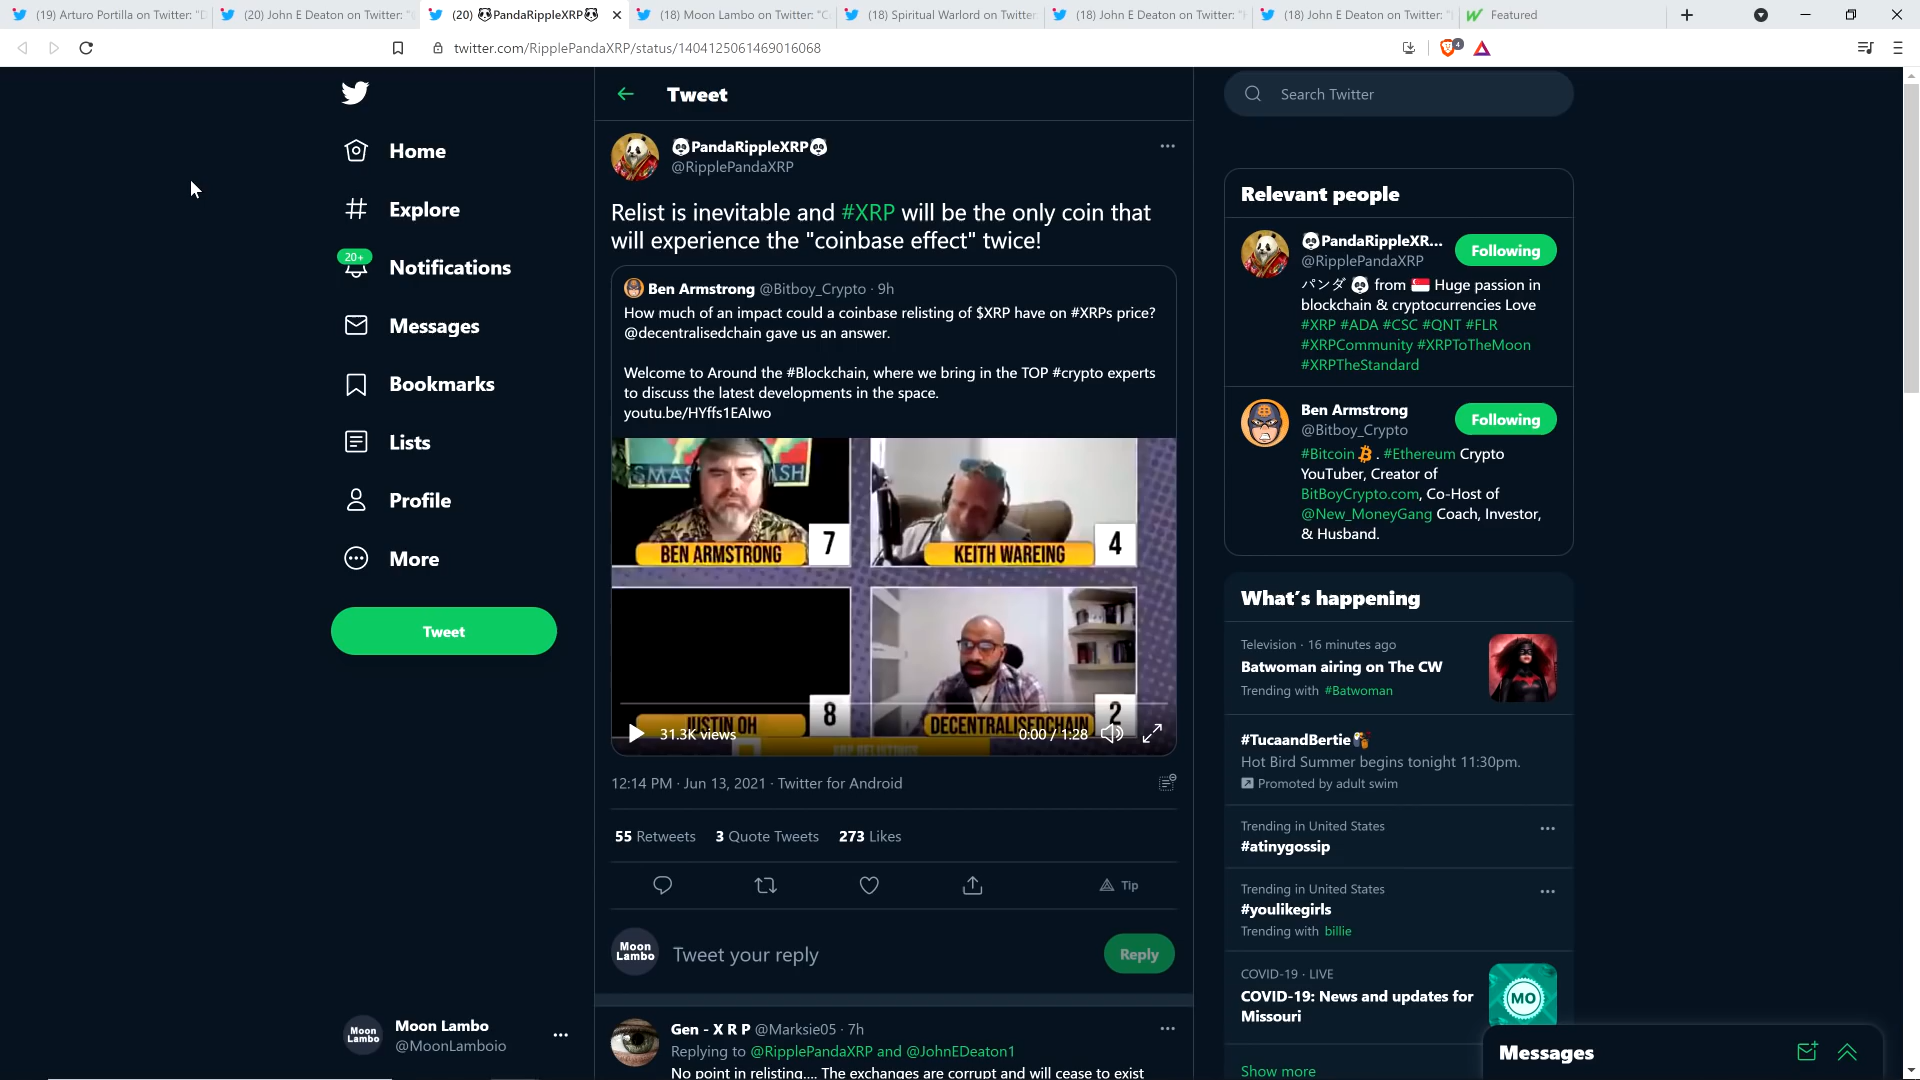 (19) Arturo Portilla on Twitter: "D
(20) John E Deaton on Twitter: "g
(20) 🐼PandaRippleXRP🐼
(18) Moon Lambo on Twitter: "C
(18) Spiritual Warlord on Twitter
(18) John E Deaton on Twitter: "
(18) John E Deaton on Twitter: "
Featured
twitter.com/RipplePandaXRP/status/1404125061469016068
4
Home
Explore
20+
Notifications
Messages
Bookmarks
Lists
Profile
More
Tweet
Moon Lambo
Moon Lambo
@MoonLamboio
Tweet
🐼PandaRippleXRP🐼
@RipplePandaXRP
Relist is inevitable and #XRP will be the only coin that
will experience the "coinbase effect" twice!
Ben Armstrong @Bitboy_Crypto · 9h
How much of an impact could a coinbase relisting of $XRP have on #XRPs price?
@decentralisedchain gave us an answer.
Welcome to Around the #Blockchain, where we bring in the TOP #crypto experts
to discuss the latest developments in the space.
youtu.be/HYffs1EAIwo
BEN ARMSTRONG 7
KEITH WAREING 4
JUSTIN OH 8
DECENTRALISEDCHAIN 2
31.3K views
0:00 / 1:28
12:14 PM · Jun 13, 2021 · Twitter for Android
55 Retweets 3 Quote Tweets 273 Likes
Tip
Moon
Lambo
Tweet your reply
Reply
Gen - X R P @Marksie05 · 7h
Replying to @RipplePandaXRP and @JohnEDeaton1
No point in relisting.... The exchanges are corrupt and will cease to exist
Search Twitter
Relevant people
🐼PandaRippleXR...
@RipplePandaXRP
Following
パンダ 🐼 from 🇸🇬 Huge passion in
blockchain & cryptocurrencies Love
#XRP #ADA #CSC #QNT #FLR
#XRPCommunity #XRPToTheMoon
#XRPTheStandard
Ben Armstrong
@Bitboy_Crypto
Following
#Bitcoin . #Ethereum Crypto
YouTuber, Creator of
BitBoyCrypto.com, Co-Host of
@New_MoneyGang Coach, Investor,
& Husband.
What's happening
Television · 16 minutes ago
Batwoman airing on The CW
Trending with #Batwoman
#TucaandBertie
Hot Bird Summer begins tonight 11:30pm.
Promoted by adult swim
Trending in United States
#atinygossip
Trending in United States
#youlikegirls
Trending with billie
COVID-19 · LIVE
COVID-19: News and updates for
Missouri
MO
Show more
Messages